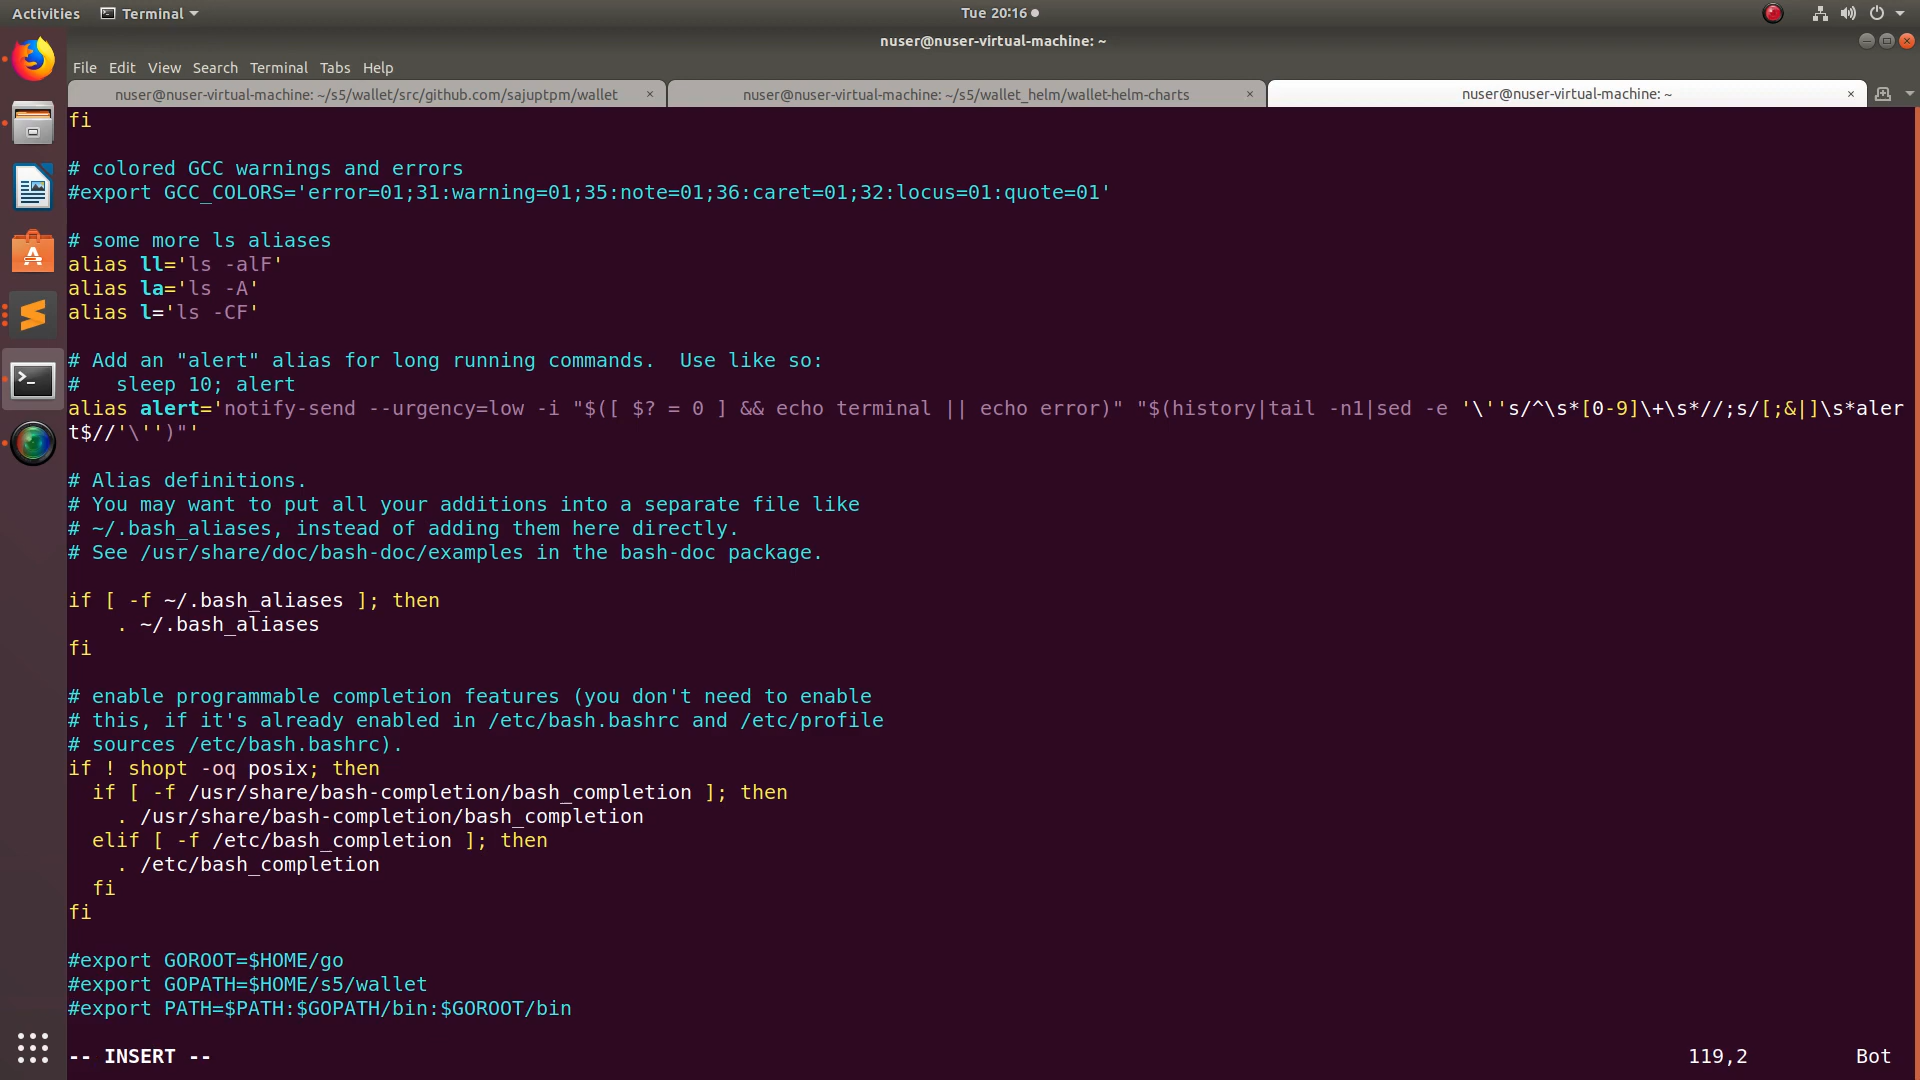 Activities Terminal Tue 20:16
nuser@nuser-virtual-machine: ~
File Edit View Search Terminal Tabs Help
nuser@nuser-virtual-machine: ~/s5/wallet/src/github.com/sajuptpm/wallet × nuser@nuser-virtual-machine: ~/s5/wallet_helm/wallet-helm-charts × nuser@nuser-virtual-machine: ~ ×
fi
# colored GCC warnings and errors
#export GCC_COLORS='error=01;31:warning=01;35:note=01;36:caret=01;32:locus=01:quote=01'
# some more ls aliases
alias ll='ls -alF'
alias la='ls -A'
alias l='ls -CF'
# Add an "alert" alias for long running commands.  Use like so:
#   sleep 10; alert
alias alert='notify-send --urgency=low -i "$([ $? = 0 ] && echo terminal || echo error)" "$(history|tail -n1|sed -e '\''s/^\s*[0-9]\+\s*//;s/[;&|]\s*aler
t$//'\'')"'
# Alias definitions.
# You may want to put all your additions into a separate file like
# ~/.bash_aliases, instead of adding them here directly.
# See /usr/share/doc/bash-doc/examples in the bash-doc package.
if [ -f ~/.bash_aliases ]; then
    . ~/.bash_aliases
fi
# enable programmable completion features (you don't need to enable
# this, if it's already enabled in /etc/bash.bashrc and /etc/profile
# sources /etc/bash.bashrc).
if ! shopt -oq posix; then
  if [ -f /usr/share/bash-completion/bash_completion ]; then
    . /usr/share/bash-completion/bash_completion
  elif [ -f /etc/bash_completion ]; then
    . /etc/bash_completion
  fi
fi
#export GOROOT=$HOME/go
#export GOPATH=$HOME/s5/wallet
#export PATH=$PATH:$GOPATH/bin:$GOROOT/bin
-- INSERT -- 119,2 Bot